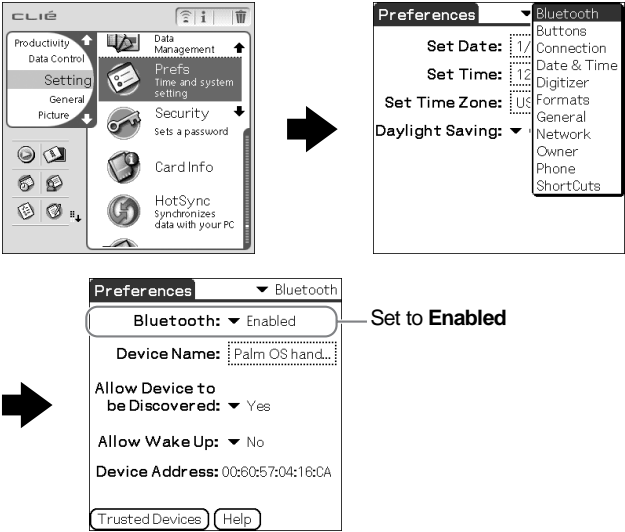 CLIÉ
i
Productivity
Data Control
Setting
General
Picture
Data
Management
Prefs
Time and system
setting
Security
Sets a password
Card Info
HotSync
Synchronizes
data with your PC
Preferences
Set Date: 1/
Set Time: 12
Set Time Zone: US
Daylight Saving:
Bluetooth
Buttons
Connection
Date & Time
Digitizer
Formats
General
Network
Owner
Phone
ShortCuts
Preferences
Bluetooth
Bluetooth: Enabled
Set to Enabled
Device Name: Palm OS hand...
Allow Device to
be Discovered: Yes
Allow Wake Up: No
Device Address: 00:60:57:04:16:CA
Trusted Devices Help